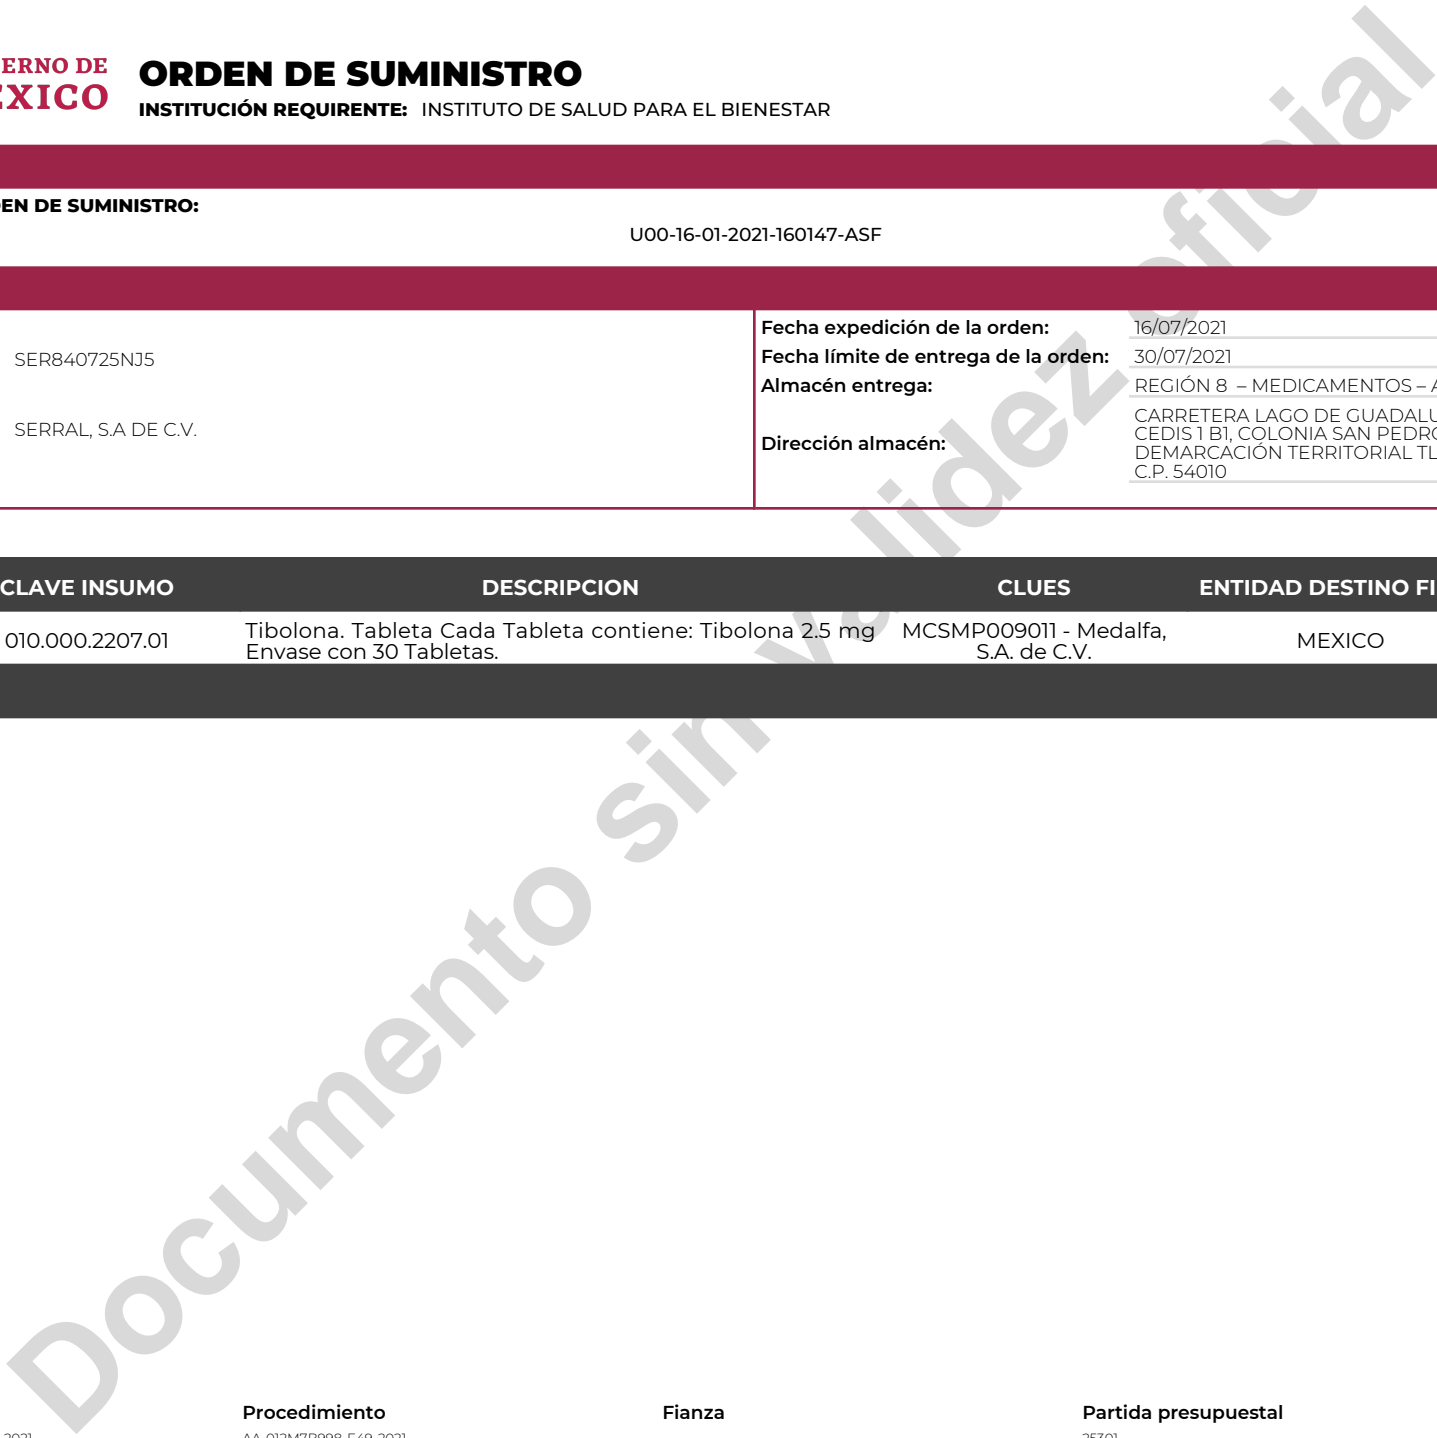 ERNO DE
EXICO
ORDEN DE SUMINISTRO
INSTITUCIÓN REQUIRENTE: INSTITUTO DE SALUD PARA EL BIENESTAR
EN DE SUMINISTRO:
U00-16-01-2021-160147-ASF
SER840725NJ5
SERRAL, S.A DE C.V.
Fecha expedición de la orden: 16/07/2021
Fecha límite de entrega de la orden: 30/07/2021
Almacén entrega: REGIÓN 8 – MEDICAMENTOS – A
Dirección almacén:
CARRETERA LAGO DE GUADALU
CEDIS 1 B1, COLONIA SAN PEDRO
DEMARCACIÓN TERRITORIAL TL
C.P. 54010
CLAVE INSUMO DESCRIPCION CLUES ENTIDAD DESTINO FI
010.000.2207.01
Tibolona. Tableta Cada Tableta contiene: Tibolona 2.5 mg
Envase con 30 Tabletas.
MCSMP009011 - Medalfa,
S.A. de C.V.
MEXICO
Documento sin validez oficial
Procedimiento Fianza Partida presupuestal